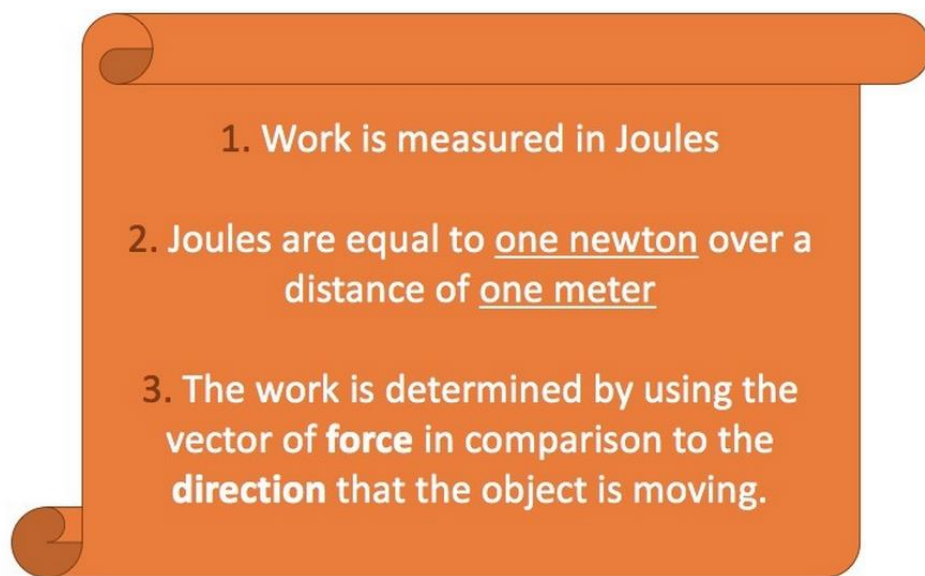 1. Work is measured in Joules
2. Joules are equal to one newton over a
distance of one meter
3. The work is determined by using the
vector of force in comparison to the
direction that the object is moving.